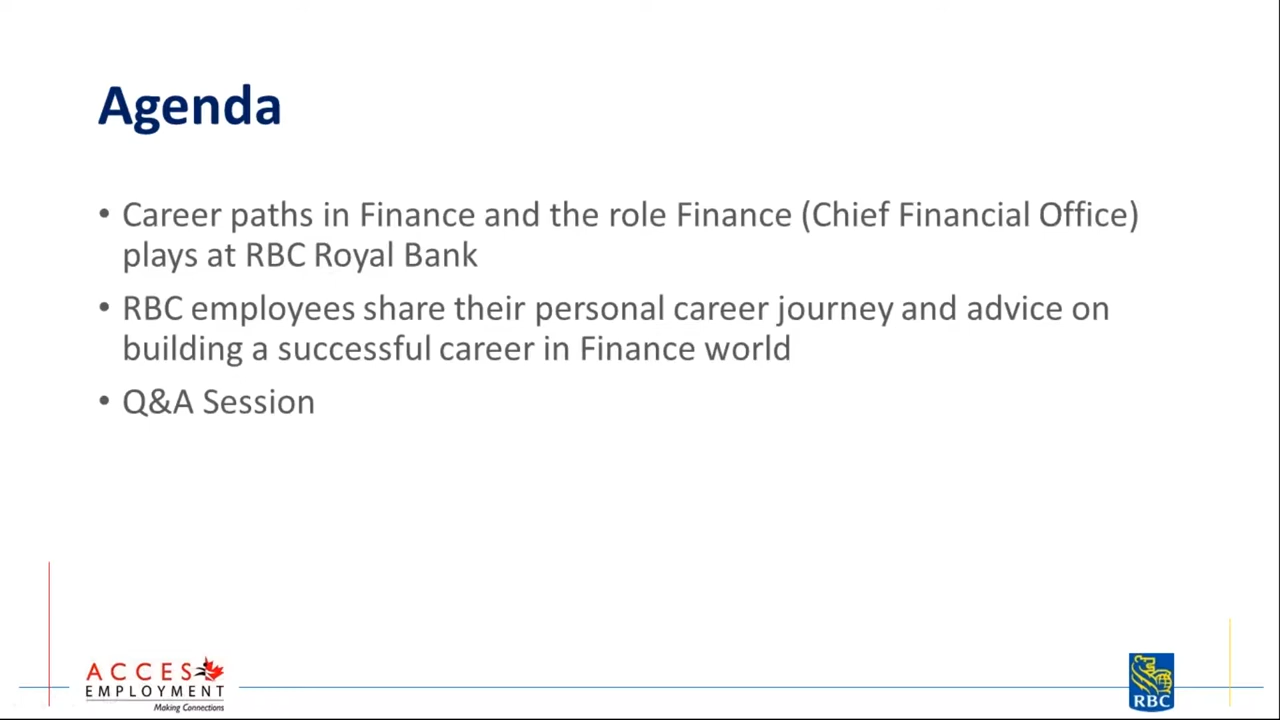 Agenda
• Career paths in Finance and the role Finance (Chief Financial Office)
plays at RBC Royal Bank
• RBC employees share their personal career journey and advice on
building a successful career in Finance world
• Q&A Session
ACCES
EMPLOYMENT
Making Connections
RBC